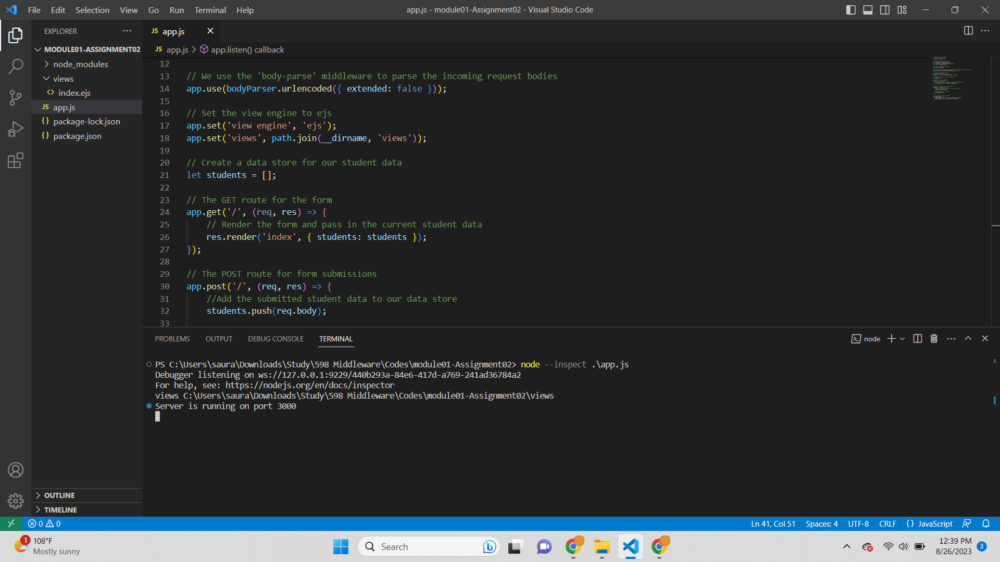 File Edit Selection View Go Run Terminal Help
app.js - module01-Assignment02 - Visual Studio Code
EXPLORER
MODULE01-ASSIGNMENT02
node_modules
views
<> index.ejs
JS app.js
{} package-lock.json
{} package.json
OUTLINE
TIMELINE
JS app.js
JS app.js > app.listen() callback
12
13 // We use the 'body-parse' middleware to parse the incoming request bodies
14 app.use(bodyParser.urlencoded({ extended: false }));
15
16 // Set the view engine to ejs
17 app.set('view engine', 'ejs');
18 app.set('views', path.join(__dirname, 'views'));
19
20 // Create a data store for our student data
21 let students = [];
22
23 // The GET route for the form
24 app.get('/', (req, res) => {
25 // Render the form and pass in the current student data
26 res.render('index', { students: students });
27 });
28
29 // The POST route for form submissions
30 app.post('/', (req, res) => {
31 //Add the submitted student data to our data store
32 students.push(req.body);
33
PROBLEMS OUTPUT DEBUG CONSOLE TERMINAL
node
PS C:\Users\saura\Downloads\Study\598 Middleware\Codes\module01-Assignment02> node --inspect .\app.js
Debugger listening on ws://127.0.0.1:9229/440b293a-84e6-417d-a769-241ad36784a2
For help, see: https://nodejs.org/en/docs/inspector
views C:\Users\saura\Downloads\Study\598 Middleware\Codes\module01-Assignment02\views
Server is running on port 3000
0 0
Ln 41, Col 51 Spaces: 4 UTF-8 CRLF {} JavaScript
1
108°F
Mostly sunny
Search
12:39 PM
8/26/2023
3